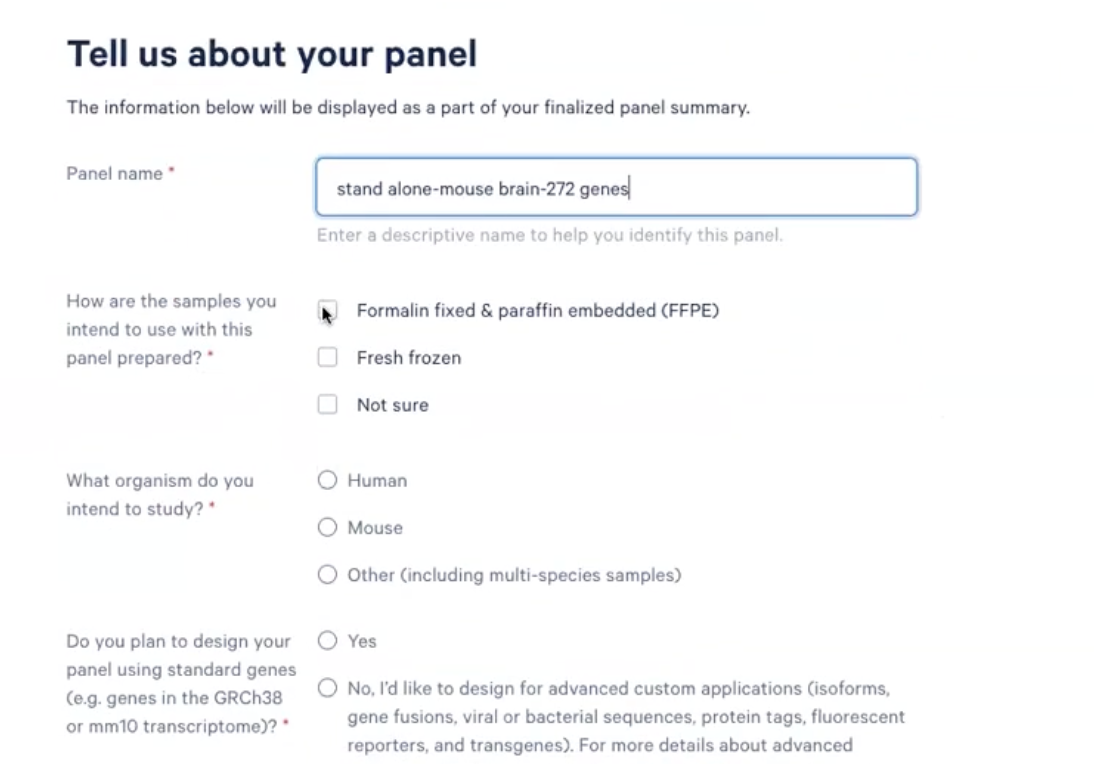 Tell us about your panel
The information below will be displayed as a part of your finalized panel summary.
Panel name *
stand alone-mouse brain-272 genes
Enter a descriptive name to help you identify this panel.
How are the samples you
intend to use with this
panel prepared? *
Formalin fixed & paraffin embedded (FFPE)
Fresh frozen
Not sure
What organism do you
intend to study? *
Human
Mouse
Other (including multi-species samples)
Do you plan to design your
panel using standard genes
(e.g. genes in the GRCh38
or mm10 transcriptome)? *
Yes
No, I'd like to design for advanced custom applications (isoforms,
gene fusions, viral or bacterial sequences, protein tags, fluorescent
reporters, and transgenes). For more details about advanced